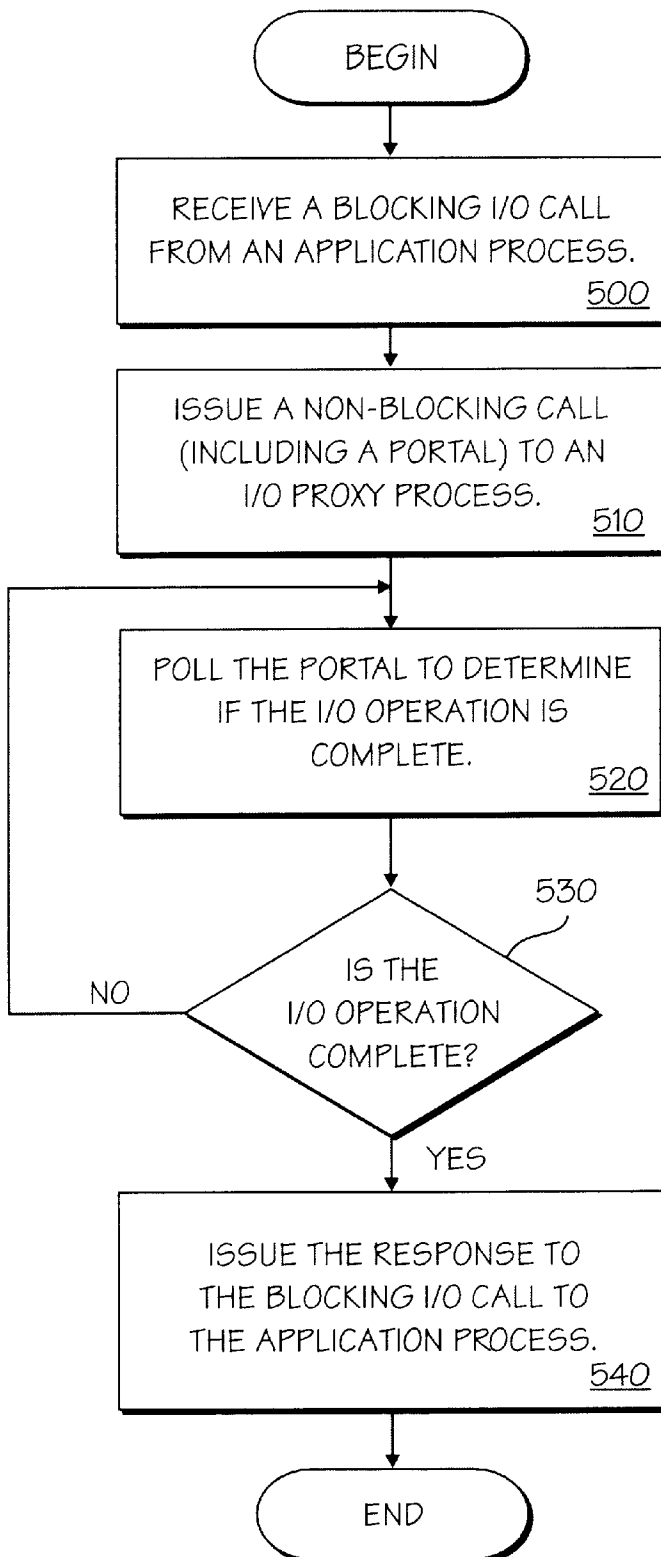 BEGIN
RECEIVE A BLOCKING I/O CALL
FROM AN APPLICATION PROCESS.
500
ISSUE A NON-BLOCKING CALL
(INCLUDING A PORTAL) TO AN
I/O PROXY PROCESS.
510
POLL THE PORTAL TO DETERMINE
IF THE I/O OPERATION IS
COMPLETE.
520
530
IS THE
I/O OPERATION
COMPLETE?
NO
YES
ISSUE THE RESPONSE TO
THE BLOCKING I/O CALL TO
THE APPLICATION PROCESS.
540
END